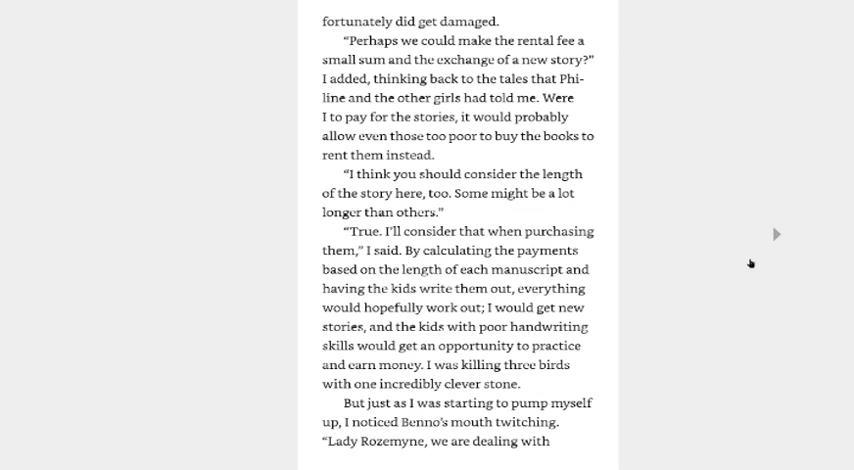 fortunately did get damaged.
“Perhaps we could make the rental fee a
small sum and the exchange of a new story?”
I added, thinking back to the tales that Phi-
line and the other girls had told me. Were
I to pay for the stories, it would probably
allow even those too poor to buy the books to
rent them instead.
“I think you should consider the length
of the story here, too. Some might be a lot
longer than others.”
“True. I’ll consider that when purchasing
them,” I said. By calculating the payments
based on the length of each manuscript and
having the kids write them out, everything
would hopefully work out; I would get new
stories, and the kids with poor handwriting
skills would get an opportunity to practice
and earn money. I was killing three birds
with one incredibly clever stone.
But just as I was starting to pump myself
up, I noticed Benno’s mouth twitching.
“Lady Rozemyne, we are dealing with